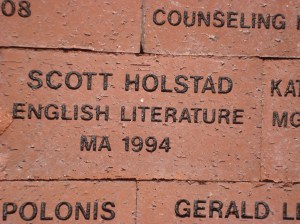 08
COUNSELING
SCOTT HOLSTAD
ENGLISH LITERATURE
MA 1994
POLONIS
GERALD